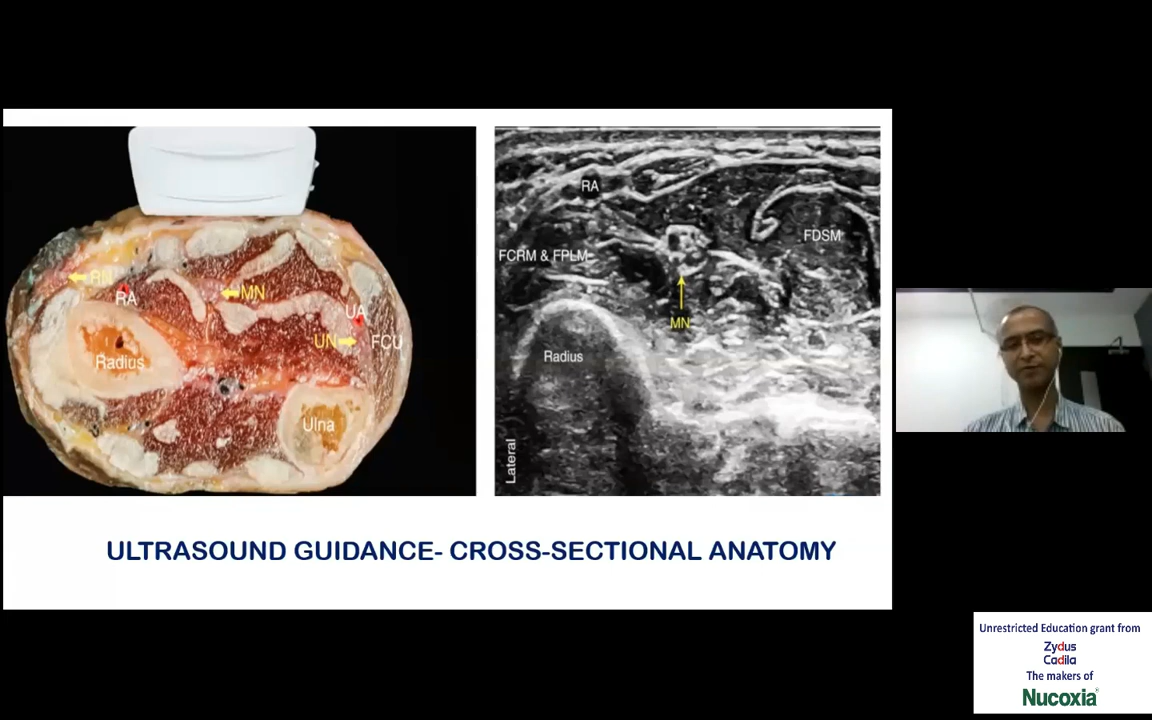 RN
RA
MN
UA
UN
FCU
Radius
Ulna
RA
FCRM & FPLM
FDSM
MN
Radius
Lateral
ULTRASOUND GUIDANCE- CROSS-SECTIONAL ANATOMY
Unrestricted Education grant from
Zydus
Cadila
The makers of
Nucoxia